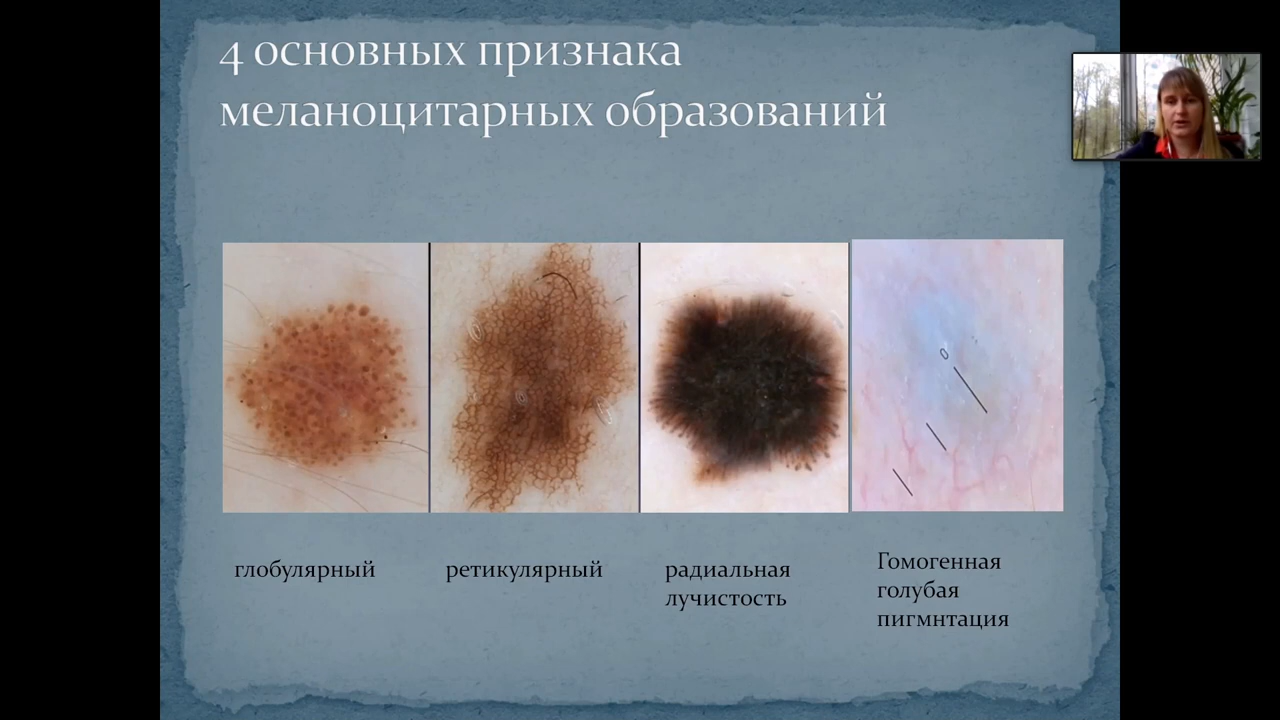 4 основных признака
меланоцитарных образований
глобулярный
ретикулярный
радиальная
лучистость
Гомогенная
голубая
пигмнтация